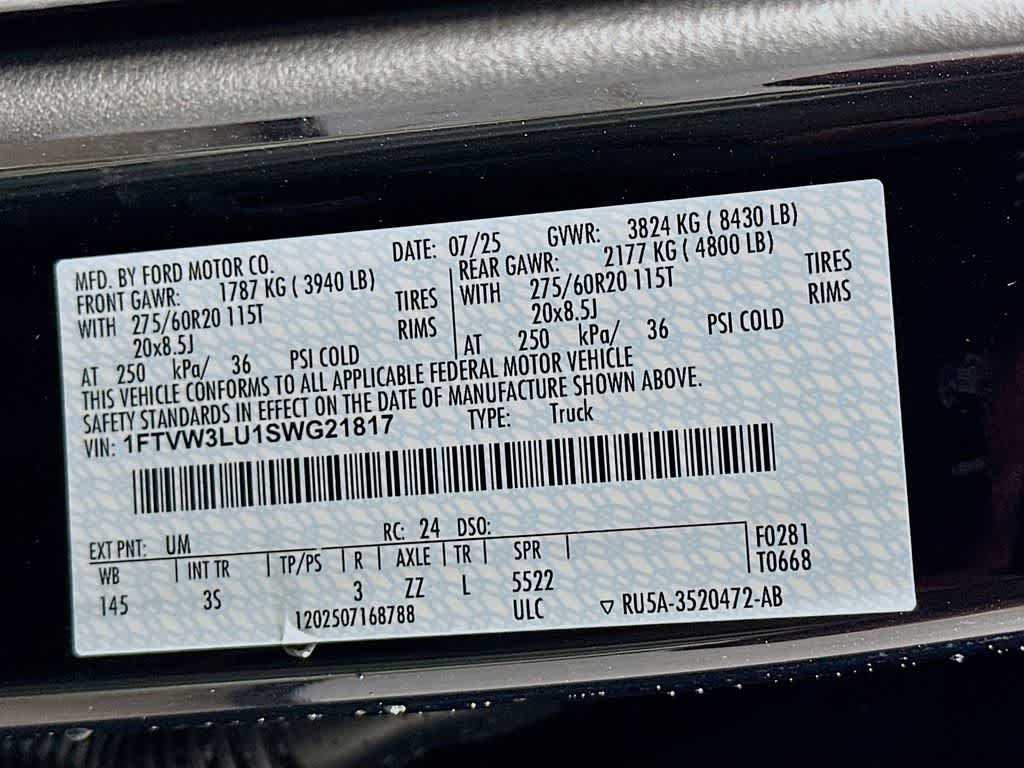 MFD. BY FORD MOTOR CO. DATE: 07/25 GVWR: 3824 KG ( 8430 LB)
FRONT GAWR: 1787 KG ( 3940 LB) REAR GAWR: 2177 KG ( 4800 LB)
WITH 275/60R20 115T TIRES WITH 275/60R20 115T TIRES
20x8.5J RIMS 20x8.5J RIMS
AT 250 kPa/ 36 PSI COLD AT 250 kPa/ 36 PSI COLD
THIS VEHICLE CONFORMS TO ALL APPLICABLE FEDERAL MOTOR VEHICLE
SAFETY STANDARDS IN EFFECT ON THE DATE OF MANUFACTURE SHOWN ABOVE.
VIN: 1FTVW3LU1SWG21817 TYPE: Truck
EXT PNT: UM RC: 24 DSO: F0281
WB INT TR TP/PS R AXLE TR SPR T0668
145 3S 3 ZZ L 5522
1202507168788 ULC ▽ RU5A-3520472-AB